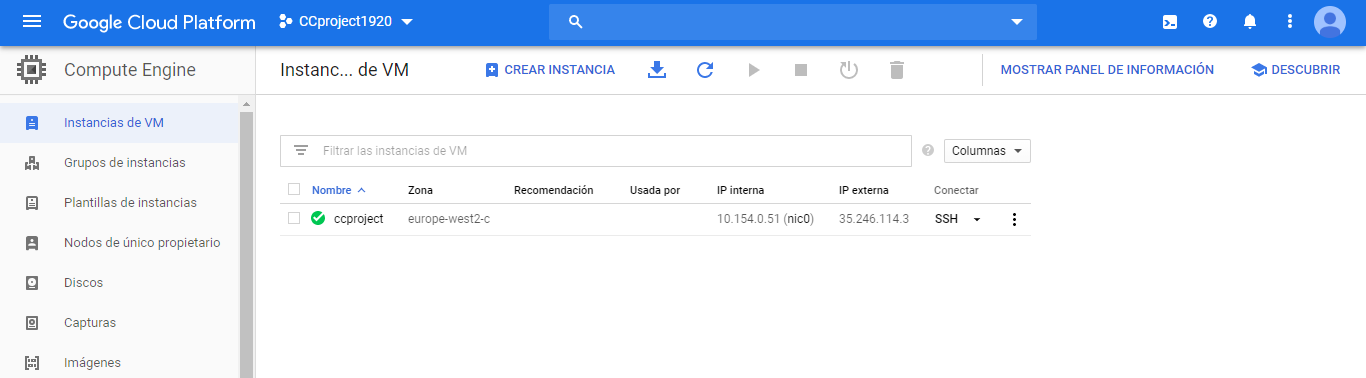 Google Cloud Platform CCproject1920
Compute Engine Instanc... de VM CREAR INSTANCIA MOSTRAR PANEL DE INFORMACIÓN DESCUBRIR
Instancias de VM
Grupos de instancias
Plantillas de instancias
Nodos de único propietario
Discos
Capturas
Imágenes
Filtrar las instancias de VM Columnas
Nombre Zona Recomendación Usada por IP interna IP externa Conectar
ccproject europe-west2-c 10.154.0.51 (nic0) 35.246.114.3 SSH